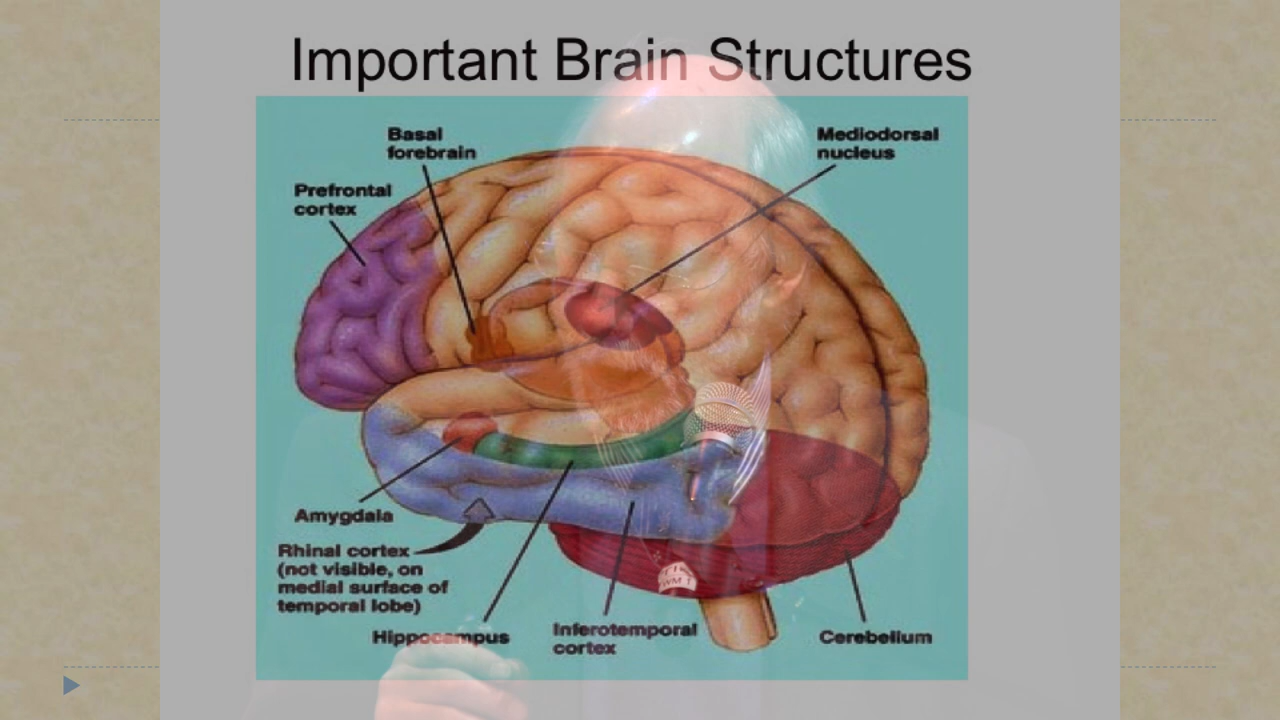 Important Brain Structures
Basal
forebrain
Mediodorsal
nucleus
Prefrontal
cortex
Amygdala
Rhinal cortex
(not visible, on
medial surface of
temporal lobe)
Hippocampus
Inferotemporal
cortex
Cerebellum